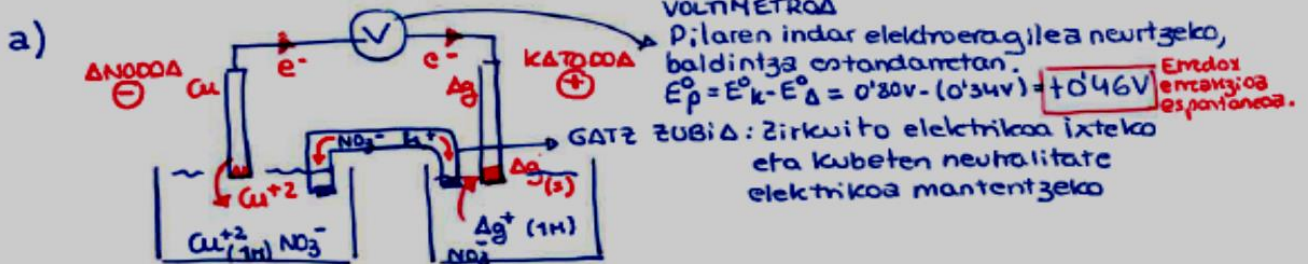 a)
VOLTIMETROA
Pilaren indar elektroeragilea neurtzeko,
baldintza estandarretan.
E°p = E°k - E°A = 0'80V - (0'34V) = +0'46V
Erredox
erreakzioa
espontaneoa.
ANODOA
⊖
Cu
e-
V
e-
Ag
KATODOA
⊕
NO3- K+
GATZ ZUBIA: Zirkuito elektrikoa ixteko
eta kubeten neutralitate
elektrikoa mantentzeko
Cu+2
Ag(s)
Cu+2 (1M) NO3-
Ag+ (1M)
NO3-